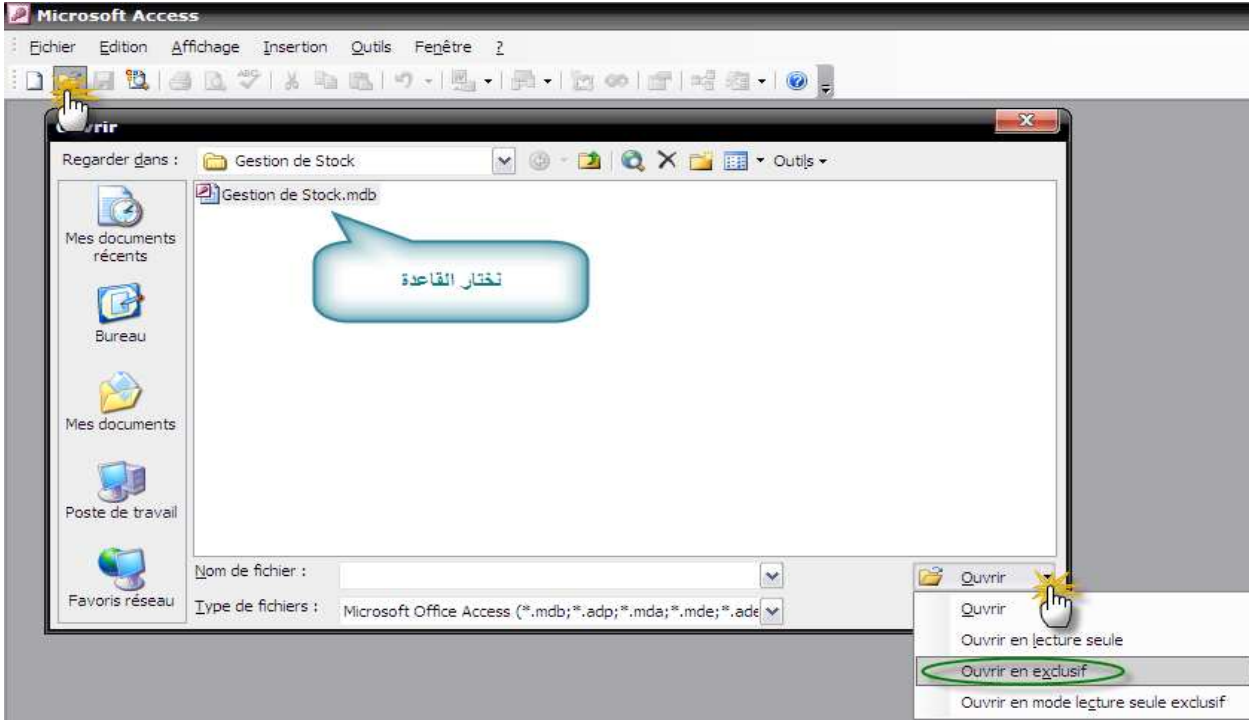 Microsoft Access
Fichier Edition Affichage Insertion Outils Fenêtre ?
Regarder dans : Gestion de Stock Outils
Gestion de Stock.mdb
نختار القاعدة
Mes documents
récents
Bureau
Mes documents
Poste de travail
Favoris réseau
Nom de fichier :
Type de fichiers : Microsoft Office Access (*.mdb;*.adp;*.mda;*.mde;*.ade
Ouvrir
Ouvrir
Ouvrir en lecture seule
Ouvrir en exclusif
Ouvrir en mode lecture seule exclusif